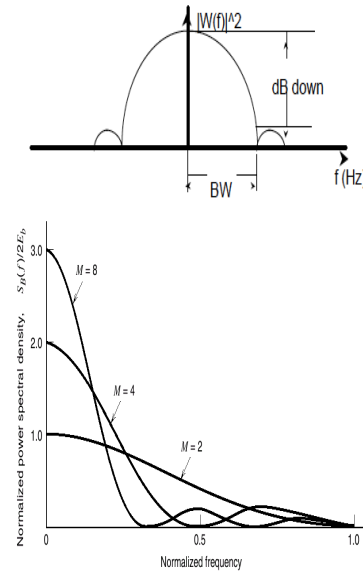 |W(f)|^2
dB down
f (Hz)
BW
Normalized power spectral density, S_B(f)/2E_b
3.0
M = 8
2.0
M = 4
1.0
M = 2
0
0.5
1.0
Normalized frequency